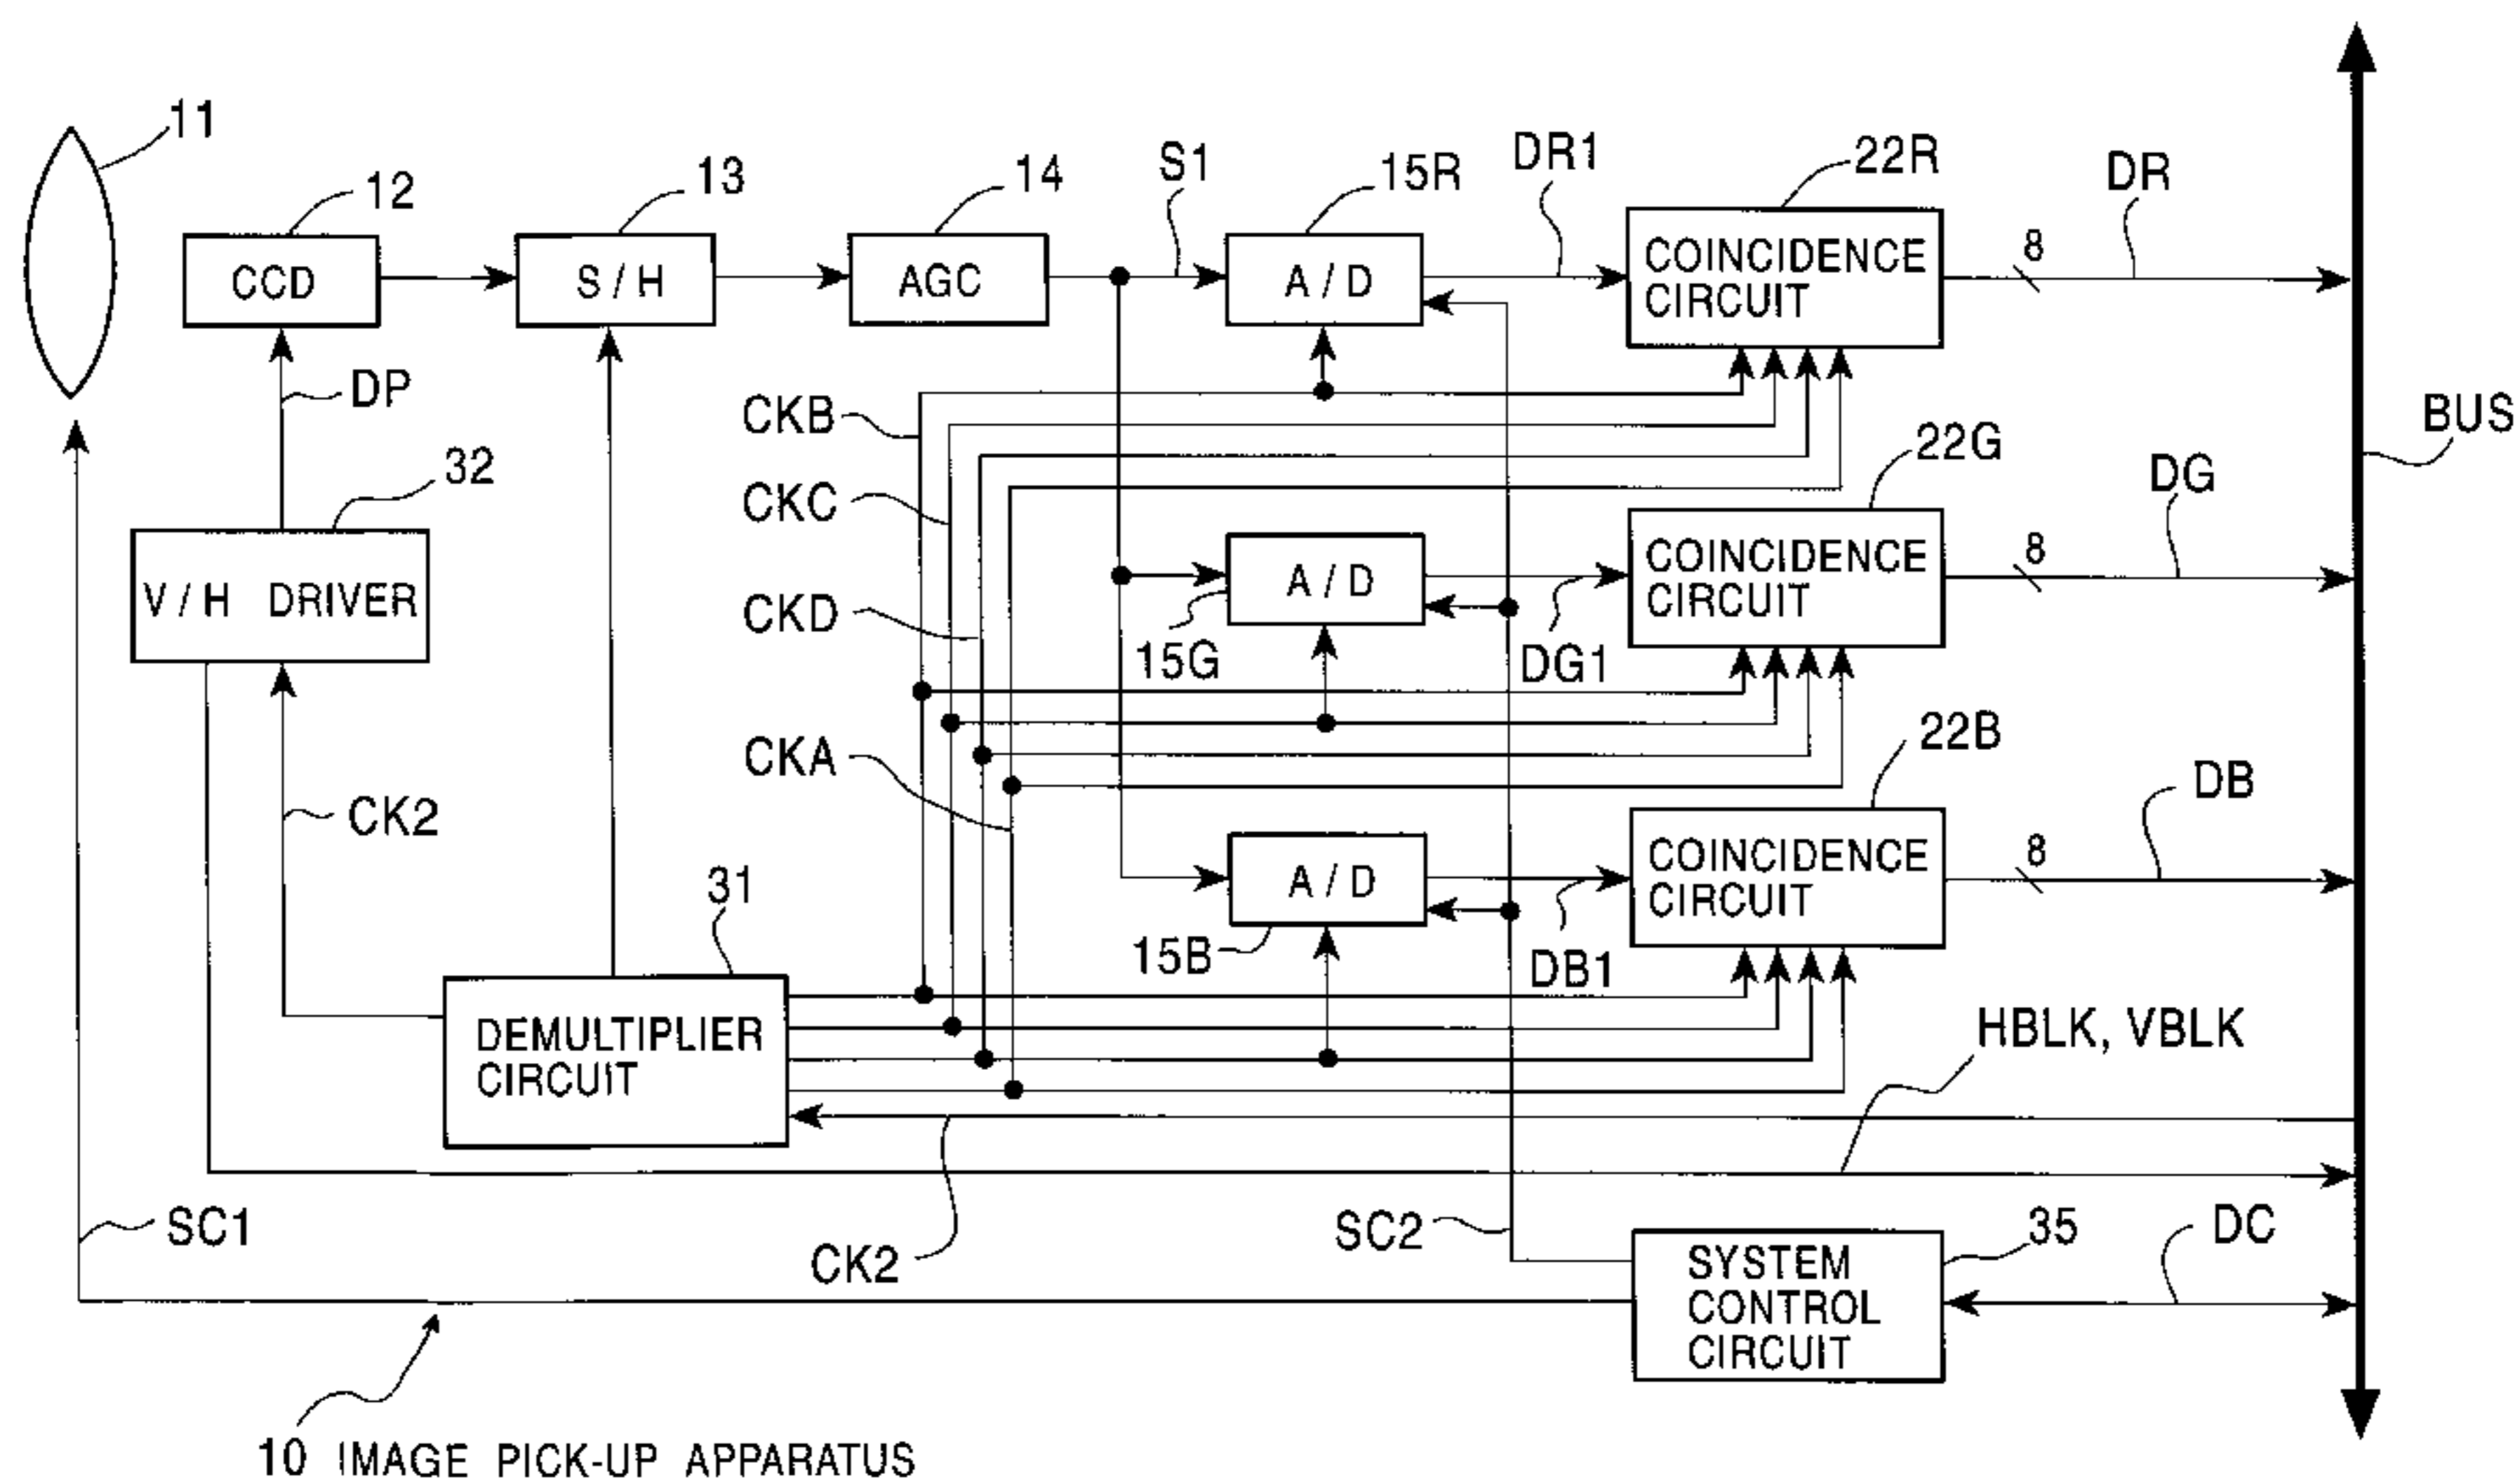 11
12
13
14
S1
15R
DR1
22R
DR
CCD
S/H
AGC
A/D
COINCIDENCE
CIRCUIT
8
DP
CKB
BUS
32
22G
DG
CKC
V/H DRIVER
CKD
A/D
COINCIDENCE
CIRCUIT
8
15G
DG1
CKA
22B
DB
CK2
31
A/D
COINCIDENCE
CIRCUIT
8
15B
DB1
DEMULTIPLIER
CIRCUIT
HBLK, VBLK
SC1
CK2
SC2
35
DC
SYSTEM
CONTROL
CIRCUIT
10 IMAGE PICK-UP APPARATUS